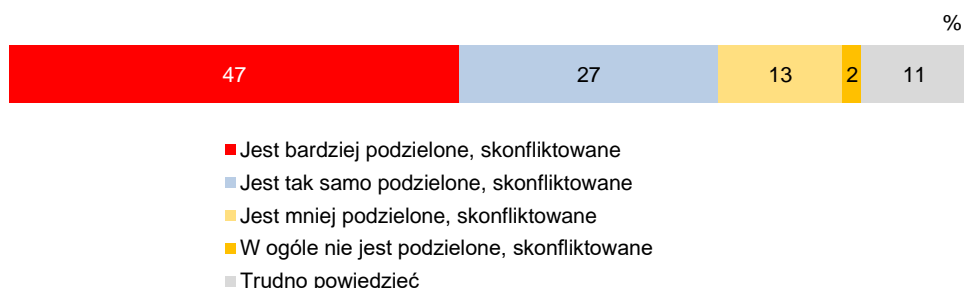 %
47 27 13 2 11
Jest bardziej podzielone, skonfliktowane
Jest tak samo podzielone, skonfliktowane
Jest mniej podzielone, skonfliktowane
W ogóle nie jest podzielone, skonfliktowane
Trudno powiedzieć